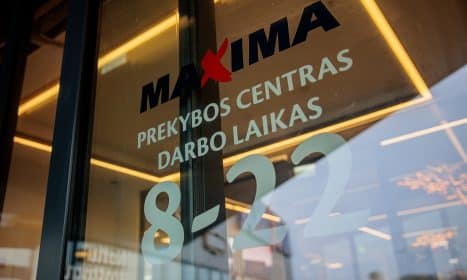 MAXIMA
PREKYBOS CENTRAS
DARBO LAIKAS
8-22